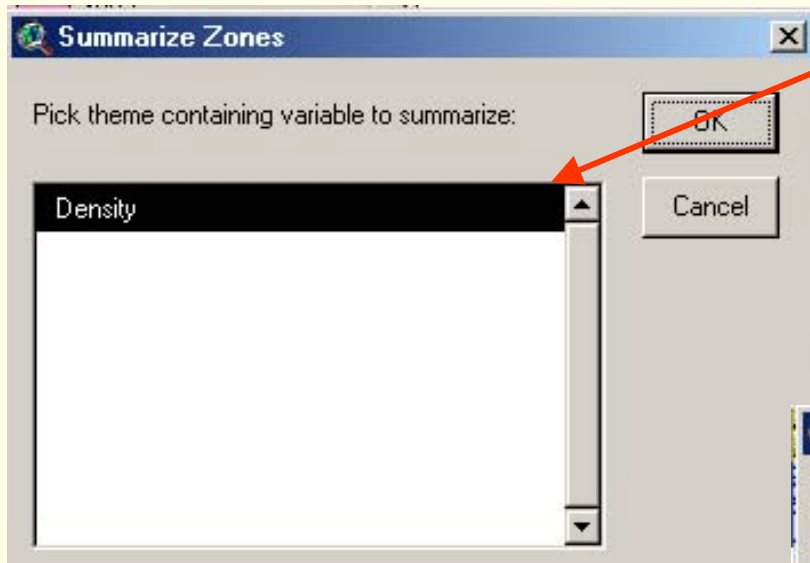 Summarize Zones
Pick theme containing variable to summarize:
OK
Density
Cancel